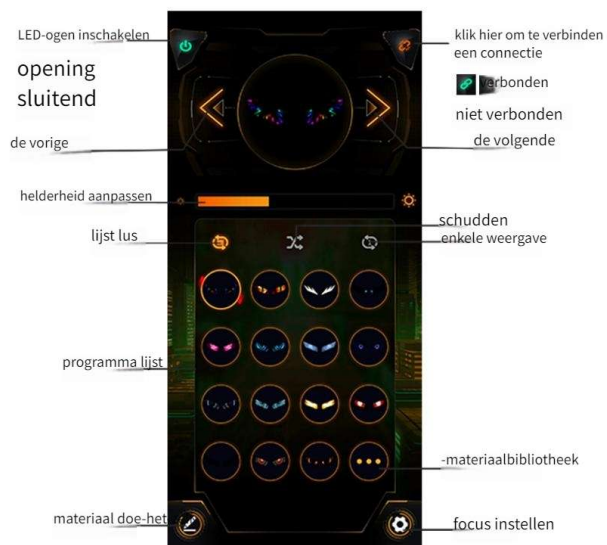 LED-ogen inschakelen
klik hier om te verbinden
een connectie
opening
sluitend
verbonden
niet verbonden
de vorige
de volgende
helderheid aanpassen
schudden
lijst lus
enkele weergave
programma lijst
-materiaalbibliotheek
materiaal doe-het
focus instellen